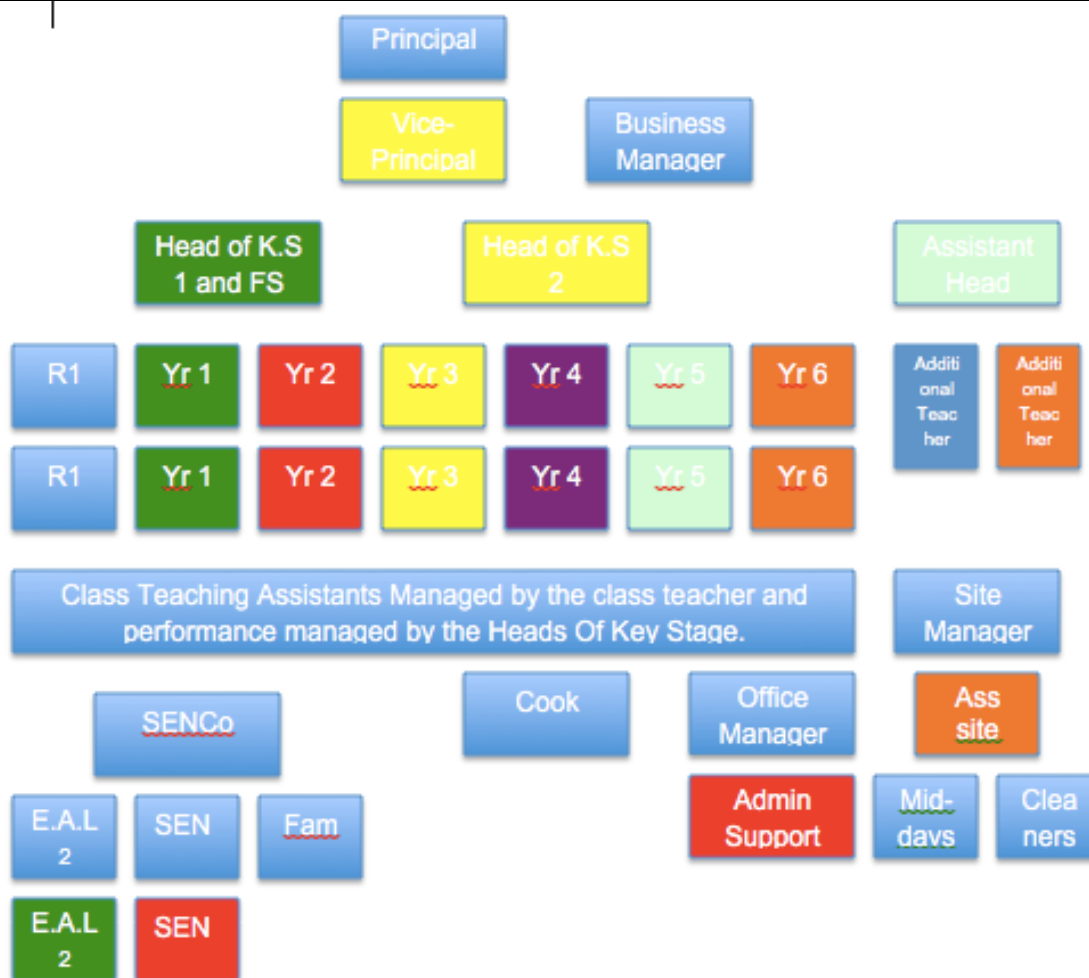 Principal
Vice-
Principal
Business
Manager
Head of K.S
1 and FS
Head of K.S
2
Assistant
Head
R1
Yr 1
Yr 2
Yr 3
Yr 4
Yr 5
Yr 6
Additi
onal
Teac
her
Additi
onal
Teac
her
R1
Yr 1
Yr 2
Yr 3
Yr 4
Yr 5
Yr 6
Class Teaching Assistants Managed by the class teacher and
performance managed by the Heads Of Key Stage.
Site
Manager
SENCo
Cook
Office
Manager
Ass
site
E.A.L
2
SEN
Fam
Admin
Support
Mid-
days
Clea
ners
E.A.L
2
SEN